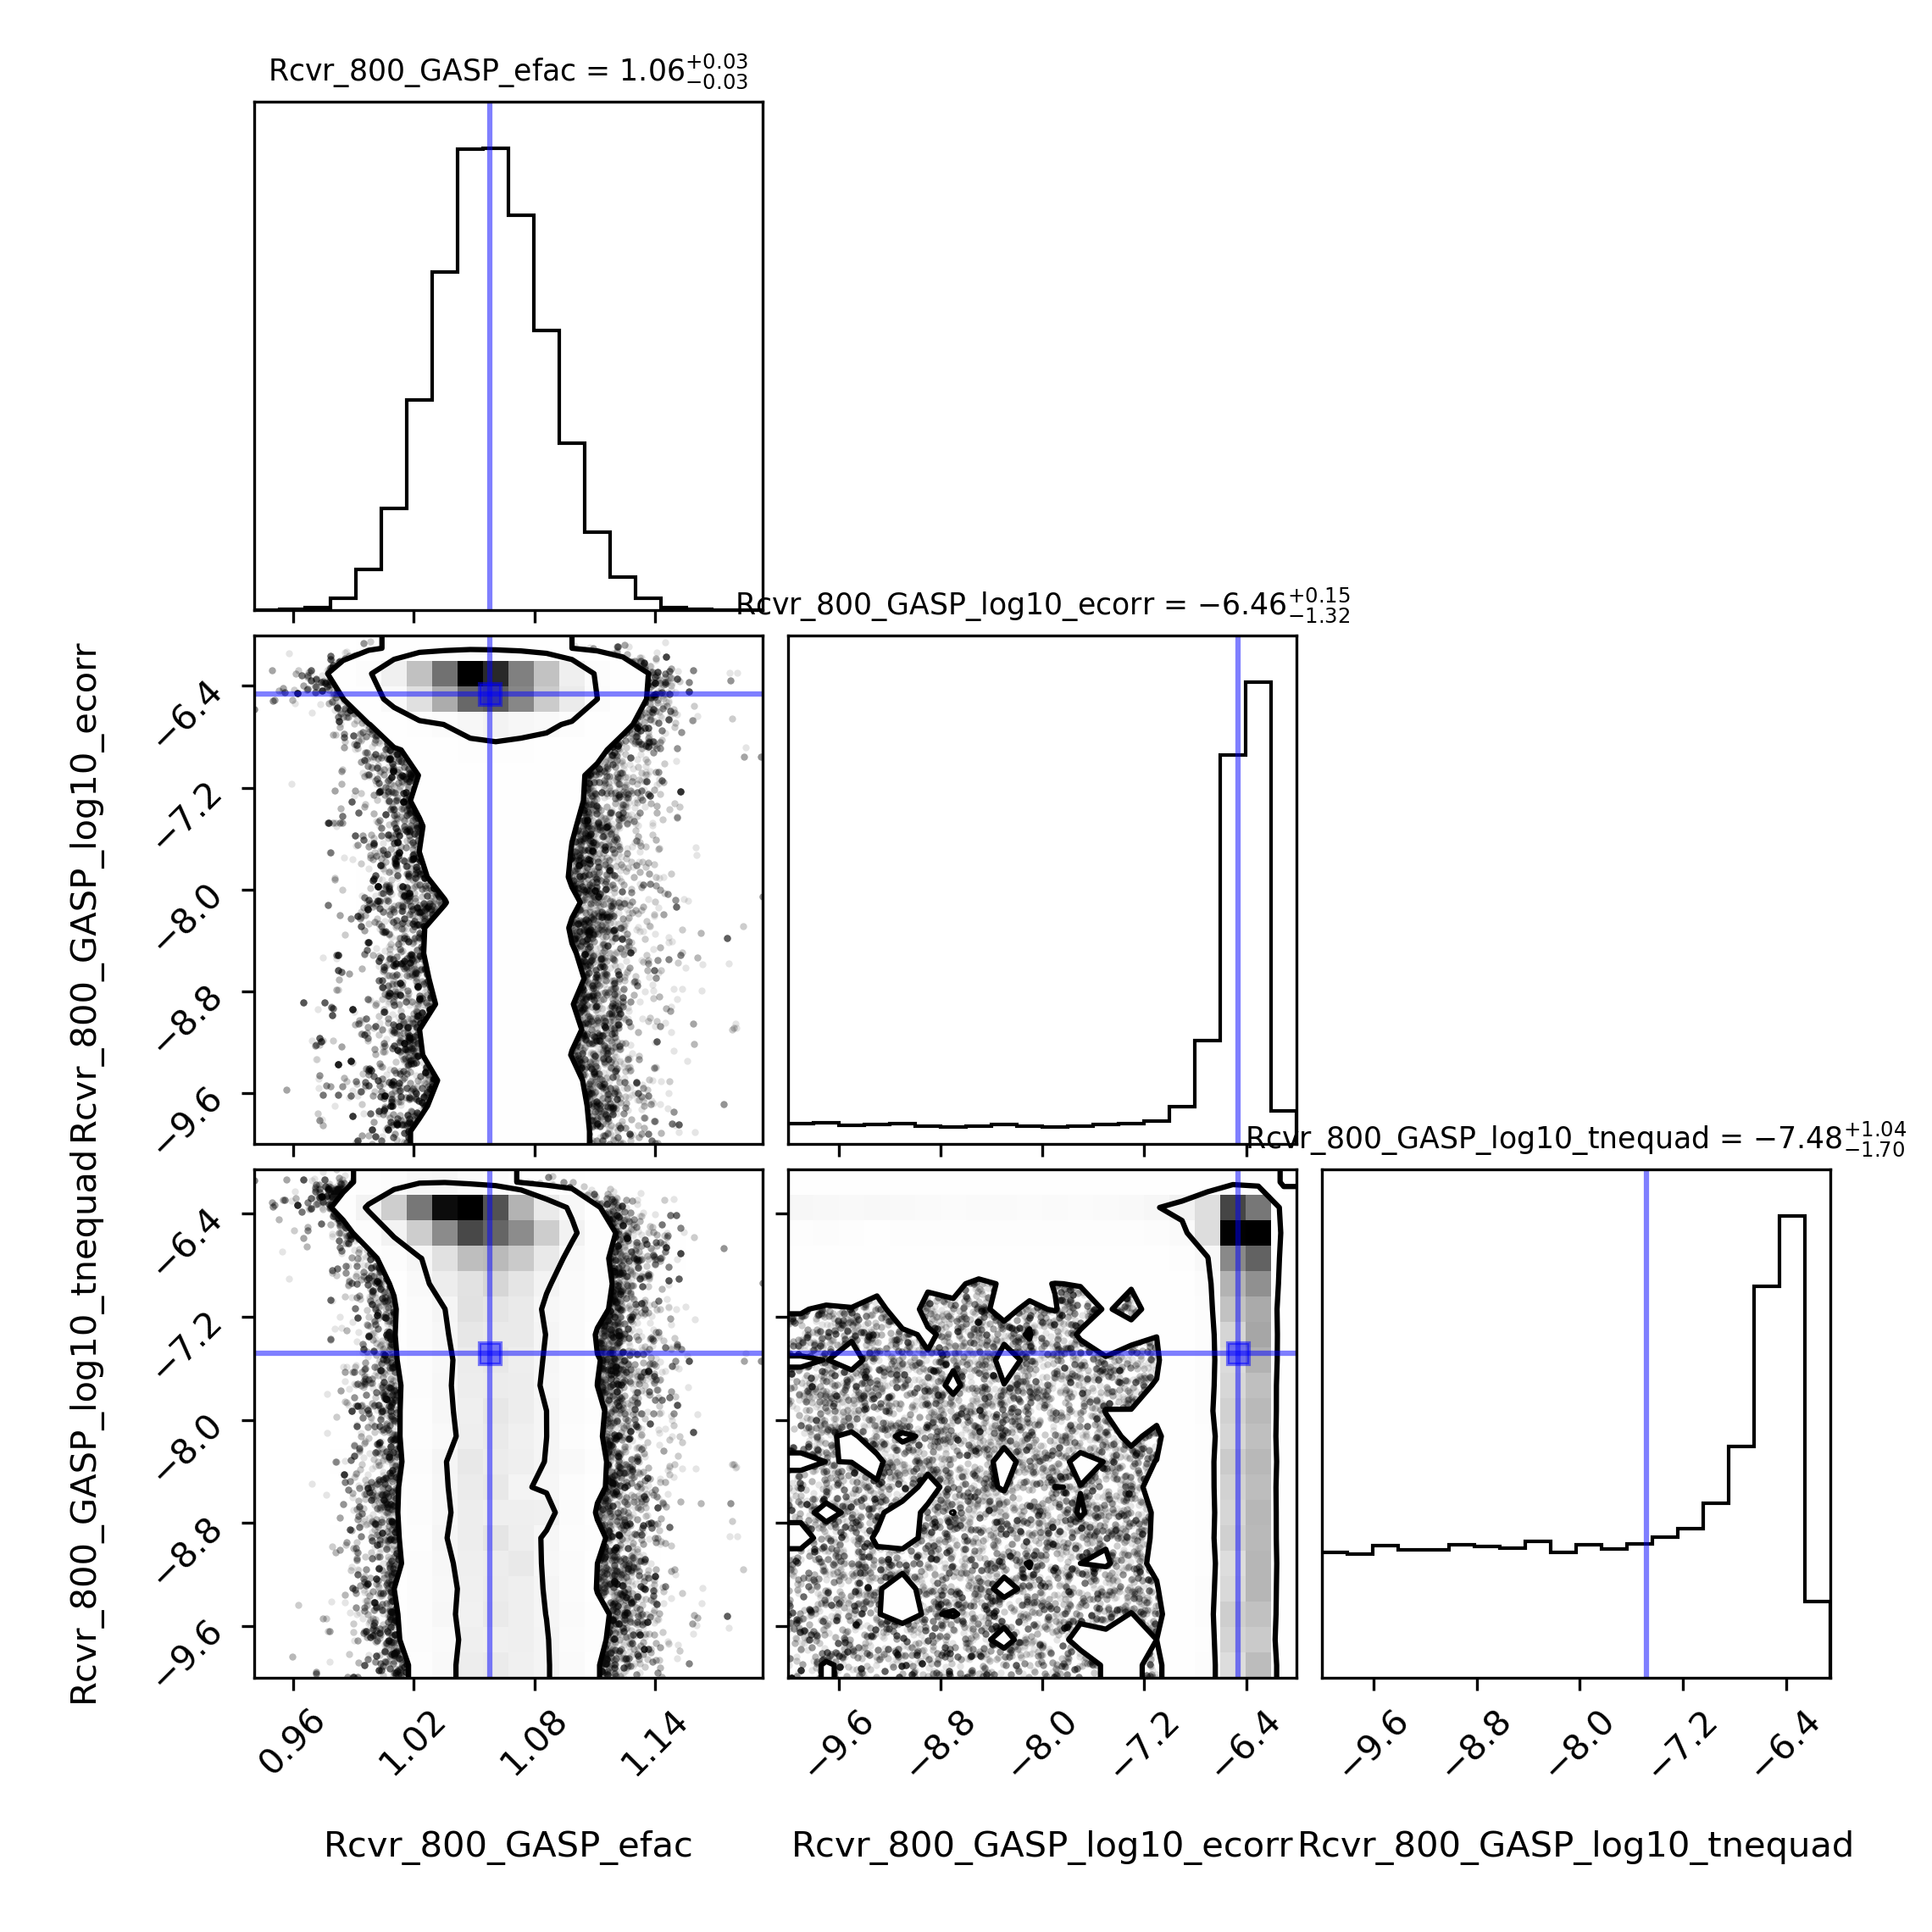 Rcvr_800_GASP_efac = 1.06+0.03 −0.03
Rcvr_800_GASP_log10_ecorr = −6.46+0.15 −1.32
Rcvr_800_GASP_log10_ecorr
−6.4
−7.2
−8.0
−8.8
−9.6
Rcvr_800_GASP_log10_tnequad = −7.48+1.04 −1.70
Rcvr_800_GASP_log10_tnequad
−6.4
−7.2
−8.0
−8.8
−9.6
0.96 1.02 1.08 1.14 −9.6 −8.8 −8.0 −7.2 −6.4 −9.6 −8.8 −8.0 −7.2 −6.4
Rcvr_800_GASP_efac Rcvr_800_GASP_log10_ecorr Rcvr_800_GASP_log10_tnequad